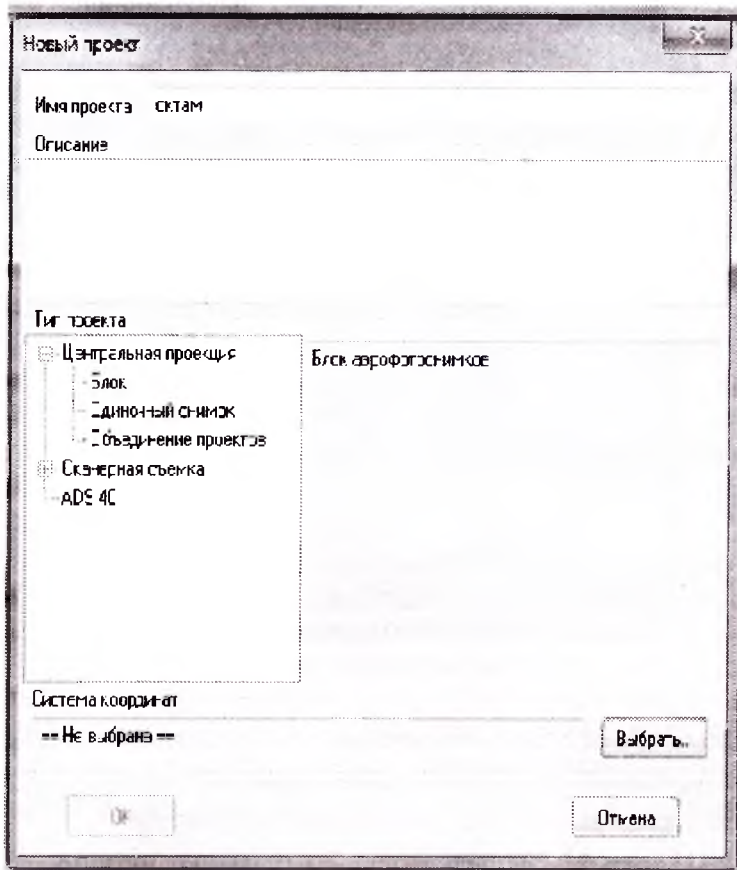 Новый проект
Имя проекта сктам
Описание
Тип проекта
Центральная проекция
Блок
Единочный снимок
Объединение проектов
Сканерная съемка
ADS 40
Блок аэрофотоснимков
Система координат
== Не выбрана ==
Выбрать...
OK
Отмена